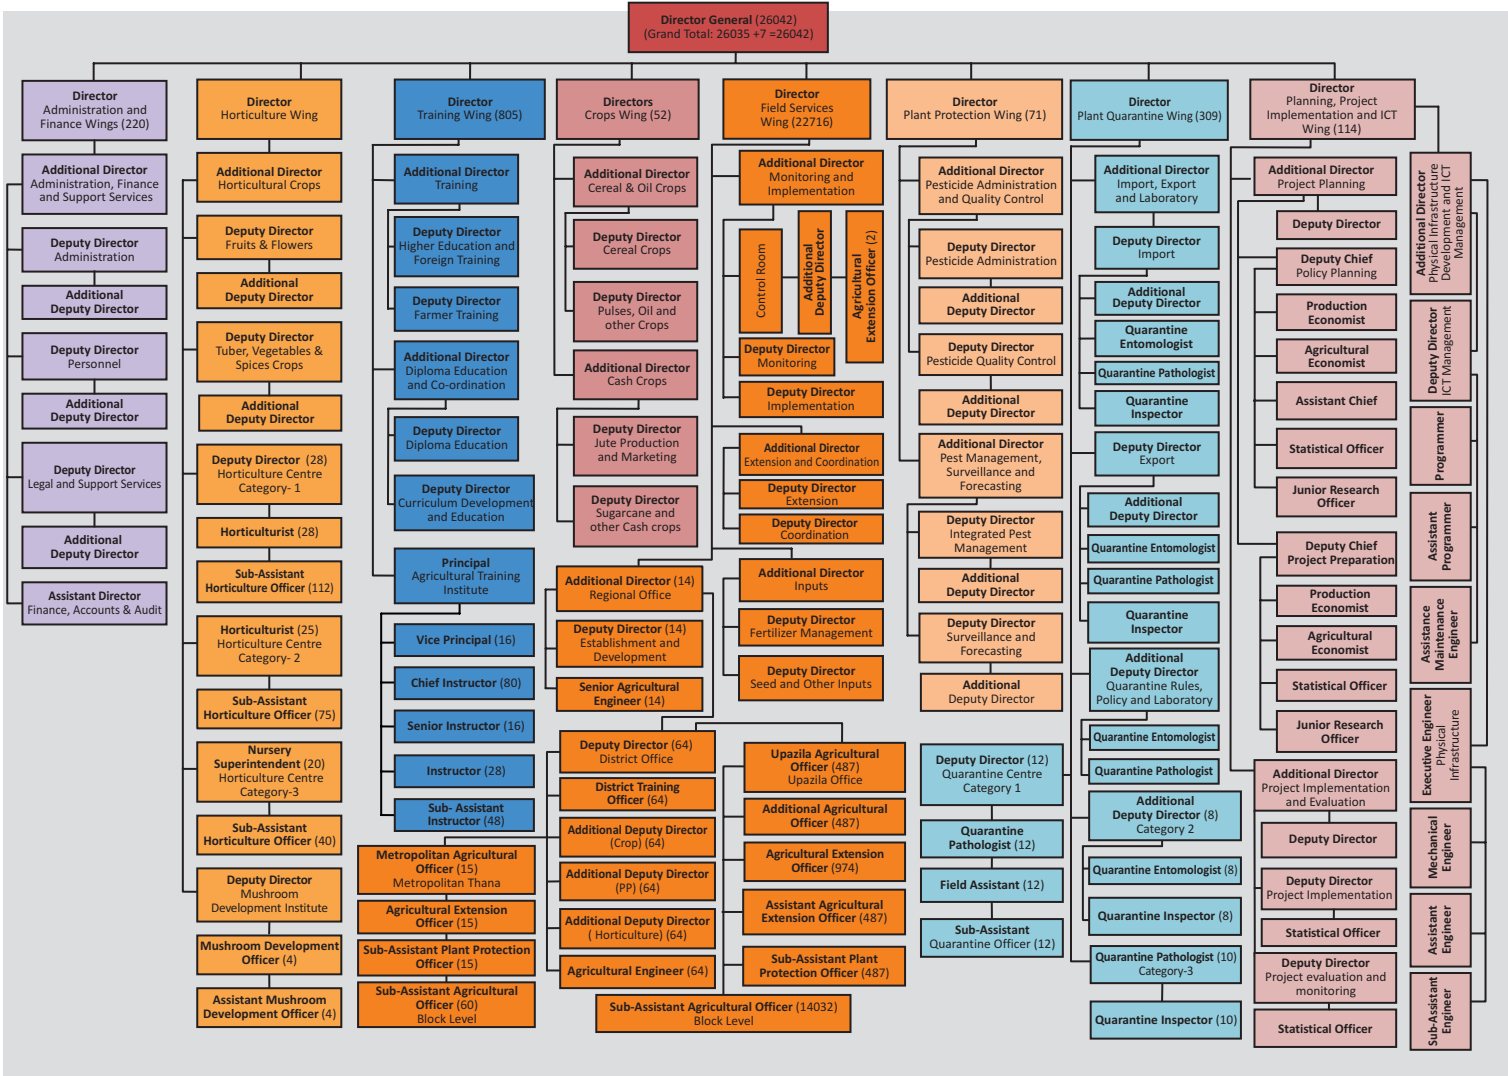 Director General (26042)
(Grand Total: 26035 +7 =26042)
Director
Administration and
Finance Wings (220)
Additional Director
Administration, Finance
and Support Services
Deputy Director
Administration
Additional
Deputy Director
Deputy Director
Personnel
Additional
Deputy Director
Deputy Director
Legal and Support Services
Additional
Deputy Director
Assistant Director
Finance, Accounts & Audit
Director
Horticulture Wing
Additional Director
Horticultural Crops
Deputy Director
Fruits & Flowers
Additional
Deputy Director
Deputy Director
Tuber, Vegetables &
Spices Crops
Additional
Deputy Director
Deputy Director (28)
Horticulture Centre
Category- 1
Horticulturist (28)
Sub-Assistant
Horticulture Officer (112)
Horticulturist (25)
Horticulture Centre
Category- 2
Sub-Assistant
Horticulture Officer (75)
Nursery
Superintendent (20)
Horticulture Centre
Category-3
Sub-Assistant
Horticulture Officer (40)
Deputy Director
Mushroom
Development Institute
Mushroom Development
Officer (4)
Assistant Mushroom
Development Officer (4)
Director
Training Wing (805)
Additional Director
Training
Deputy Director
Higher Education and
Foreign Training
Deputy Director
Farmer Training
Additional Director
Diploma Education
and Co-ordination
Deputy Director
Diploma Education
Deputy Director
Curriculum Development
and Education
Principal
Agricultural Training
Institute
Vice Principal (16)
Chief Instructor (80)
Senior Instructor (16)
Instructor (28)
Sub- Assistant
Instructor (48)
Metropolitan Agricultural
Officer (15)
Metropolitan Thana
Agricultural Extension
Officer (15)
Sub-Assistant Plant Protection
Officer (15)
Sub-Assistant Agricultural
Officer (60)
Block Level
Directors
Crops Wing (52)
Additional Director
Cereal & Oil Crops
Deputy Director
Cereal Crops
Deputy Director
Pulses, Oil and
other Crops
Additional Director
Cash Crops
Deputy Director
Jute Production
and Marketing
Deputy Director
Sugarcane and
other Cash crops
Additional Director (14)
Regional Office
Deputy Director (14)
Establishment and
Development
Senior Agricultural
Engineer (14)
Deputy Director (64)
District Office
District Training
Officer (64)
Additional Deputy Director
(Crop) (64)
Additional Deputy Director
(PP) (64)
Additional Deputy Director
( Horticulture) (64)
Agricultural Engineer (64)
Sub-Assistant Agricultural Officer (14032)
Block Level
Director
Field Services
Wing (22716)
Additional Director
Monitoring and
Implementation
Control Room
Additional
Deputy Director
Agricultural
Extension Officer (2)
Deputy Director
Monitoring
Deputy Director
Implementation
Additional Director
Extension and Coordination
Deputy Director
Extension
Deputy Director
Coordination
Additional Director
Inputs
Deputy Director
Fertilizer Management
Deputy Director
Seed and Other Inputs
Upazila Agricultural
Officer (487)
Upazila Office
Additional Agricultural
Officer (487)
Agricultural Extension
Officer (974)
Assistant Agricultural
Extension Officer (487)
Sub-Assistant Plant
Protection Officer (487)
Director
Plant Protection Wing (71)
Additional Director
Pesticide Administration
and Quality Control
Deputy Director
Pesticide Administration
Additional
Deputy Director
Deputy Director
Pesticide Quality Control
Additional
Deputy Director
Additional Director
Pest Management,
Surveillance and
Forecasting
Deputy Director
Integrated Pest
Management
Additional
Deputy Director
Deputy Director
Surveillance and
Forecasting
Additional
Deputy Director
Deputy Director (12)
Quarantine Centre
Category 1
Quarantine
Pathologist (12)
Field Assistant (12)
Sub-Assistant
Quarantine Officer (12)
Director
Plant Quarantine Wing (309)
Additional Director
Import, Export
and Laboratory
Deputy Director
Import
Additional
Deputy Director
Quarantine
Entomologist
Quarantine Pathologist
Quarantine
Inspector
Deputy Director
Export
Additional
Deputy Director
Quarantine Entomologist
Quarantine Pathologist
Quarantine
Inspector
Additional
Deputy Director
Quarantine Rules,
Policy and Laboratory
Quarantine Entomologist
Quarantine Pathologist
Additional
Deputy Director (8)
Category 2
Quarantine Entomologist (8)
Quarantine Inspector (8)
Quarantine Pathologist (10)
Category-3
Quarantine Inspector (10)
Director
Planning, Project
Implementation and ICT
Wing (114)
Additional Director
Project Planning
Deputy Director
Deputy Chief
Policy Planning
Production
Economist
Agricultural
Economist
Assistant Chief
Statistical Officer
Junior Research
Officer
Deputy Chief
Project Preparation
Production
Economist
Agricultural
Economist
Statistical Officer
Junior Research
Officer
Additional Director
Project Implementation
and Evaluation
Deputy Director
Deputy Director
Project Implementation
Statistical Officer
Deputy Director
Project evaluation and
monitoring
Statistical Officer
Additional Director
Physical Infrastructure
Development and ICT
Management
Deputy Director
ICT Management
Programmer
Assistant
Programmer
Assistance
Maintenance
Engineer
Executive Engineer
Physical
Infrastructure
Mechanical
Engineer
Assistant
Engineer
Sub-Assistant
Engineer